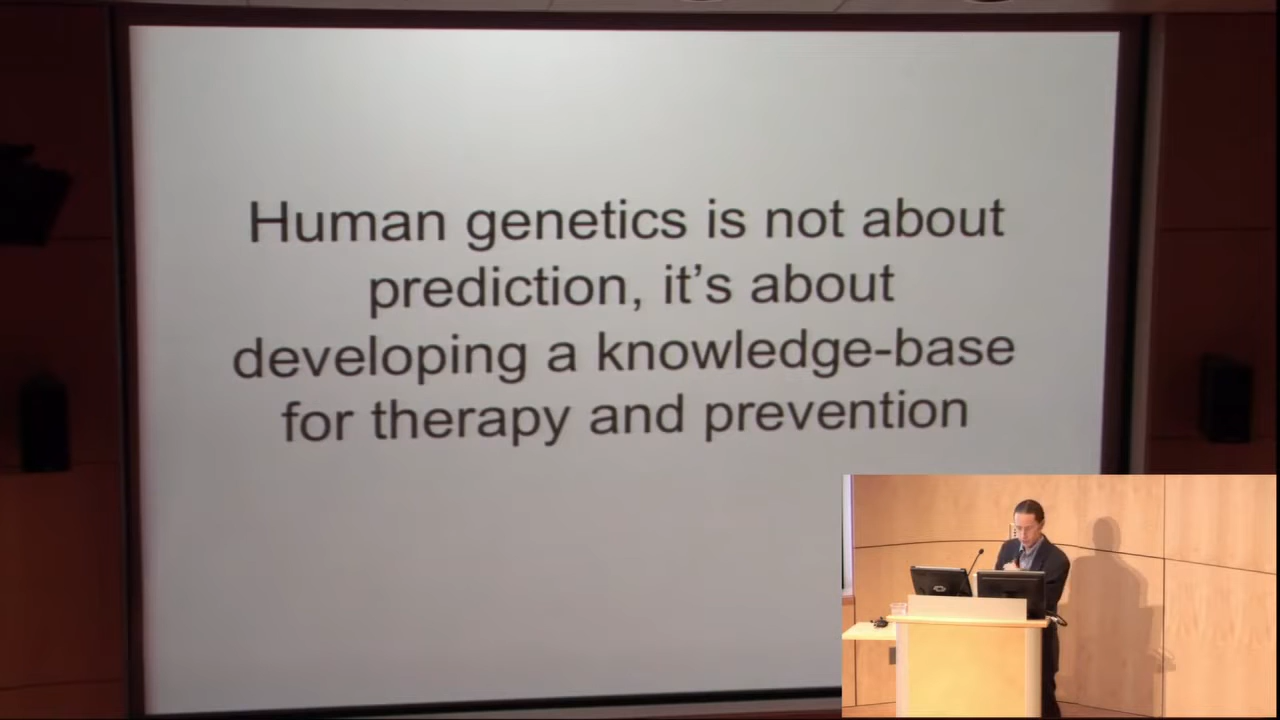 Human genetics is not about
prediction, it’s about
developing a knowledge-base
for therapy and prevention